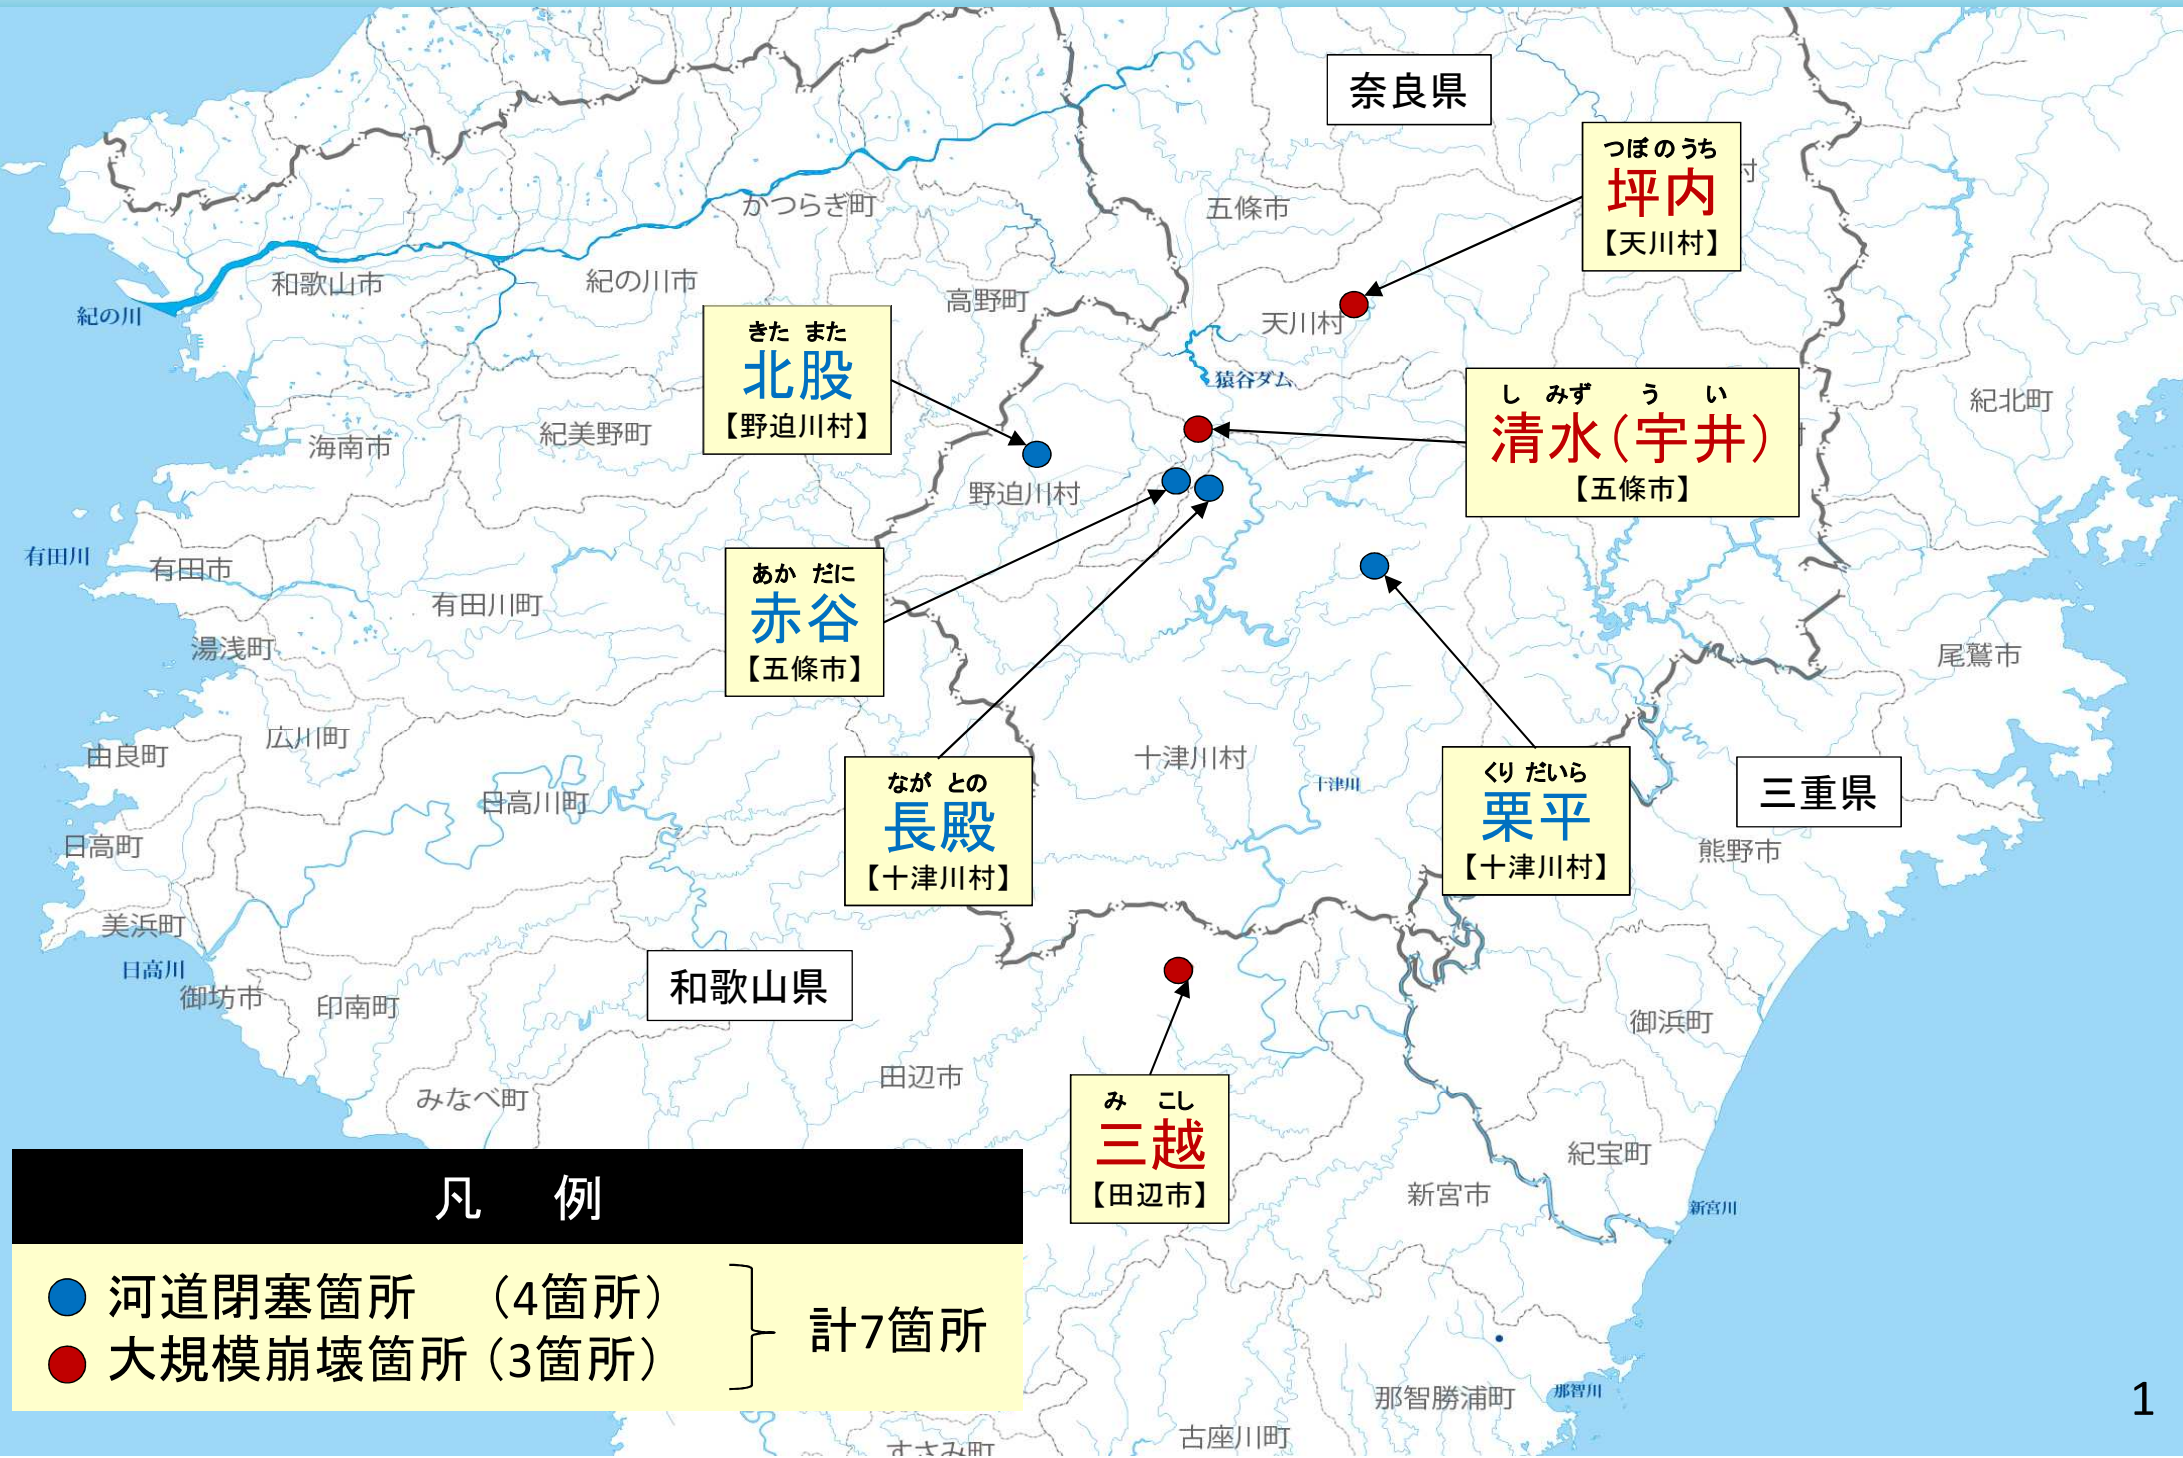 奈良県
つぼのうち
坪内
【天川村】
村
かつらぎ町
五條市
和歌山市
紀の川市
高野町
紀の川
天川村
きた また
北股
【野迫川村】
猿谷ダム
し みず う い
清水(宇井)
【五條市】
紀北町
海南市
紀美野町
野迫川村
有田川
有田市
有田川町
あか だに
赤谷
【五條市】
湯浅町
尾鷲市
広川町
由良町
十津川村
十津川
なが との
長殿
【十津川村】
くり だいら
栗平
【十津川村】
三重県
日高川町
日高町
熊野市
美浜町
日高川
御坊市
印南町
和歌山県
御浜町
田辺市
みなべ町
み こし
三越
【田辺市】
紀宝町
新宮市
新宮川
凡 例
河道閉塞箇所 (4箇所)
大規模崩壊箇所(3箇所)
計7箇所
那智勝浦町
那智川
古座川町
すさみ町
1